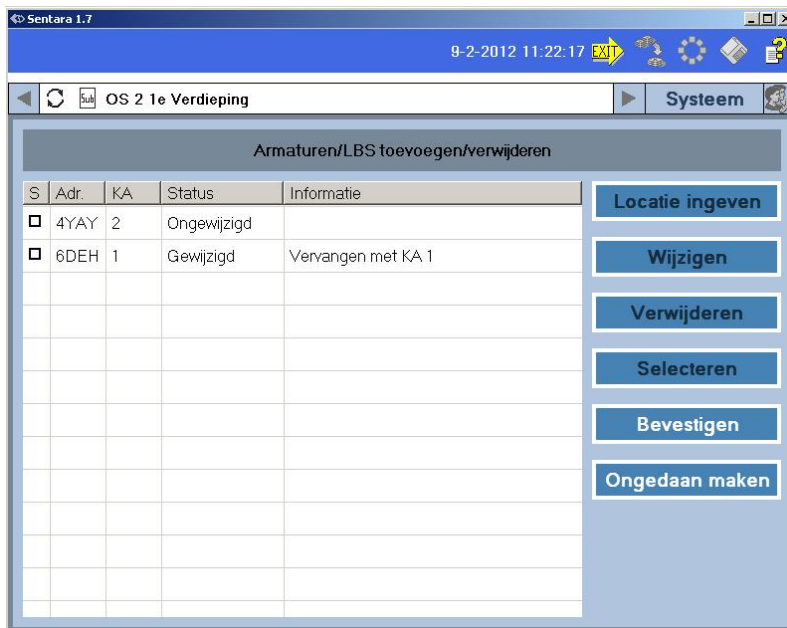 Sentara 1.7
9-2-2012 11:22:17 EXIT
Sub OS 2 1e Verdieping Systeem
Armaturen/LBS toevoegen/verwijderen
S Adr. KA Status Informatie
4YAY 2 Ongewijzigd
6DEH 1 Gewijzigd Vervangen met KA 1
Locatie ingeven
Wijzigen
Verwijderen
Selecteren
Bevestigen
Ongedaan maken